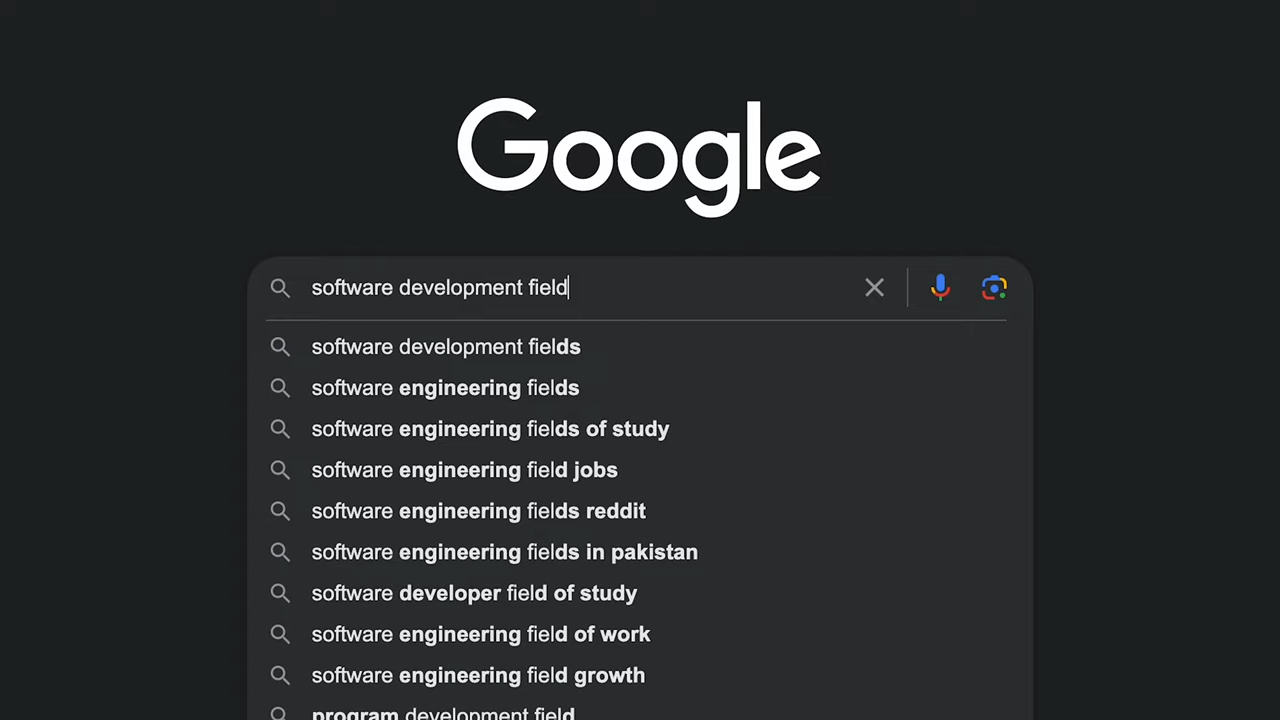 Google
software development field
software development fields
software engineering fields
software engineering fields of study
software engineering field jobs
software engineering fields reddit
software engineering fields in pakistan
software developer field of study
software engineering field of work
software engineering field growth
program development field